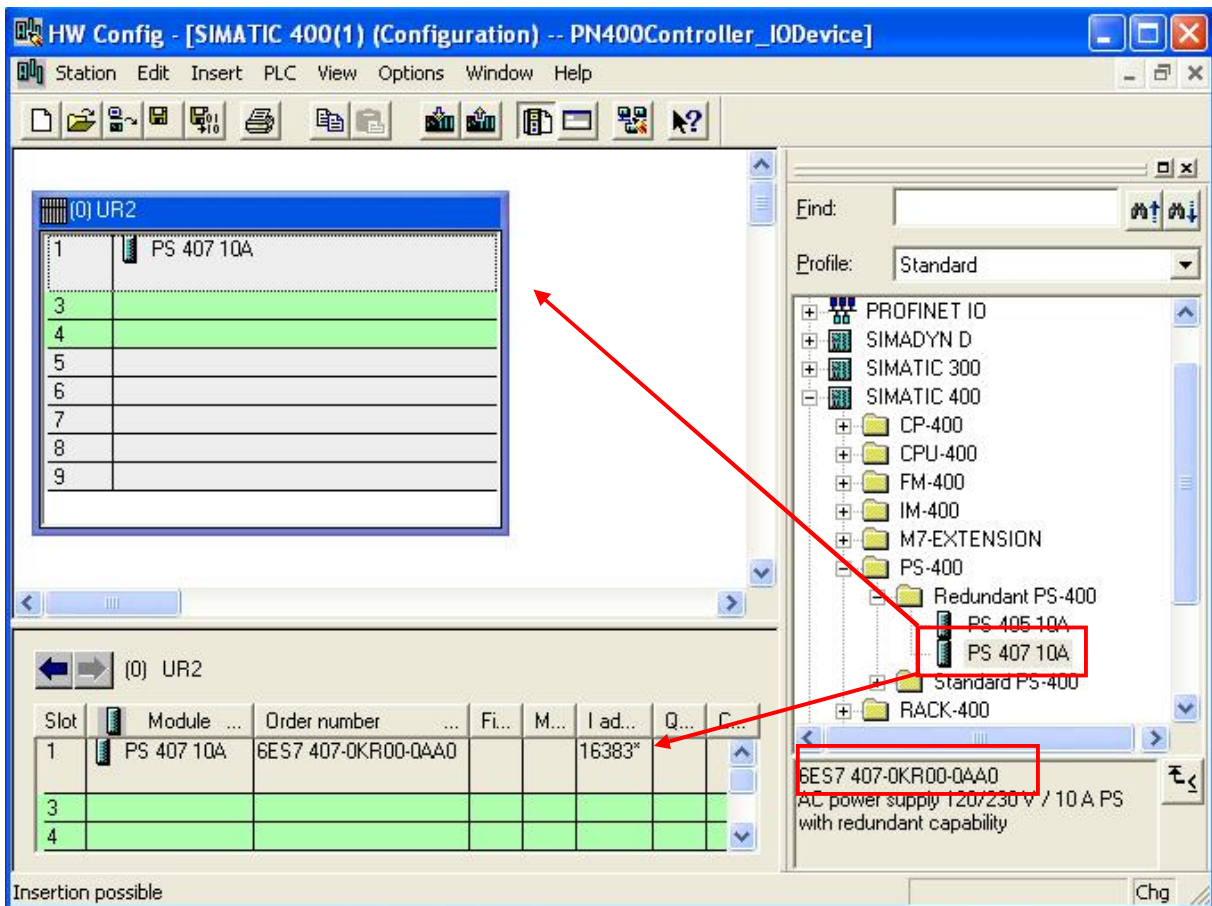 HW Config - [SIMATIC 400(1) (Configuration) -- PN400Controller_IODevice]
Station Edit Insert PLC View Options Window Help
(0) UR2
1 PS 407 10A
3
4
5
6
7
8
9
Find:
Profile: Standard
PROFINET IO
SIMADYN D
SIMATIC 300
SIMATIC 400
CP-400
CPU-400
FM-400
IM-400
M7-EXTENSION
PS-400
Redundant PS-400
PS 405 10A
PS 407 10A
Standard PS-400
RACK-400
6ES7 407-0KR00-0AA0
AC power supply 120/230 V / 10 A PS
with redundant capability
(0) UR2
Slot Module ... Order number ... Fi... M... I ad... Q... C...
1 PS 407 10A 6ES7 407-0KR00-0AA0 16383*
3
4
Insertion possible Chg